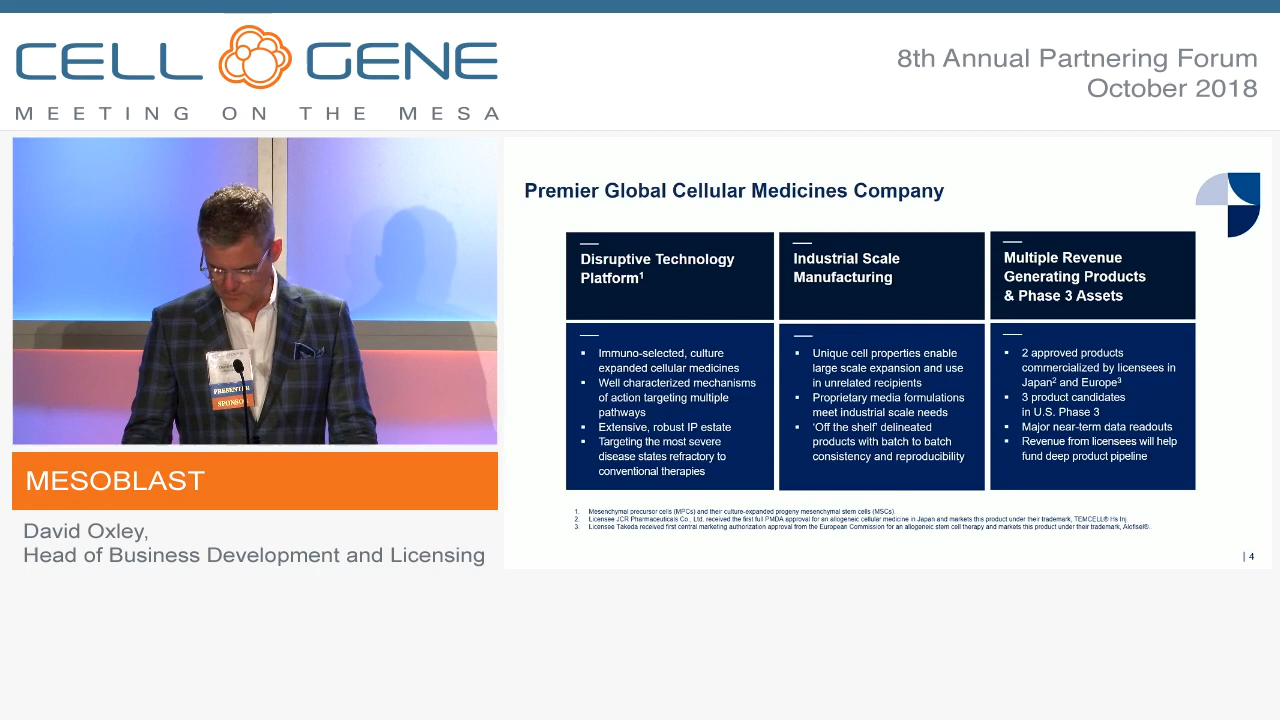 CELL GENE
MEETING ON THE MESA
8th Annual Partnering Forum
October 2018
PRESENTER
SPONSOR
MESOBLAST
David Oxley,
Head of Business Development and Licensing
Premier Global Cellular Medicines Company
Disruptive Technology
Platform¹
▪ Immuno-selected, culture
expanded cellular medicines
▪ Well characterized mechanisms
of action targeting multiple
pathways
▪ Extensive, robust IP estate
▪ Targeting the most severe
disease states refractory to
conventional therapies
Industrial Scale
Manufacturing
▪ Unique cell properties enable
large scale expansion and use
in unrelated recipients
▪ Proprietary media formulations
meet industrial scale needs
▪ ‘Off the shelf’ delineated
products with batch to batch
consistency and reproducibility
Multiple Revenue
Generating Products
& Phase 3 Assets
▪ 2 approved products
commercialized by licensees in
Japan² and Europe³
▪ 3 product candidates
in U.S. Phase 3
▪ Major near-term data readouts
▪ Revenue from licensees will help
fund deep product pipeline
1. Mesenchymal precursor cells (MPCs) and their culture-expanded progeny mesenchymal stem cells (MSCs).
2. Licensee JCR Pharmaceuticals Co., Ltd. received the first full PMDA approval for an allogeneic cellular medicine in Japan and markets this product under their trademark, TEMCELL® Hs Inj.
3. Licensee Takeda received first central marketing authorization approval from the European Commission for an allogeneic stem cell therapy and markets this product under their trademark, Alofisel®.
| 4